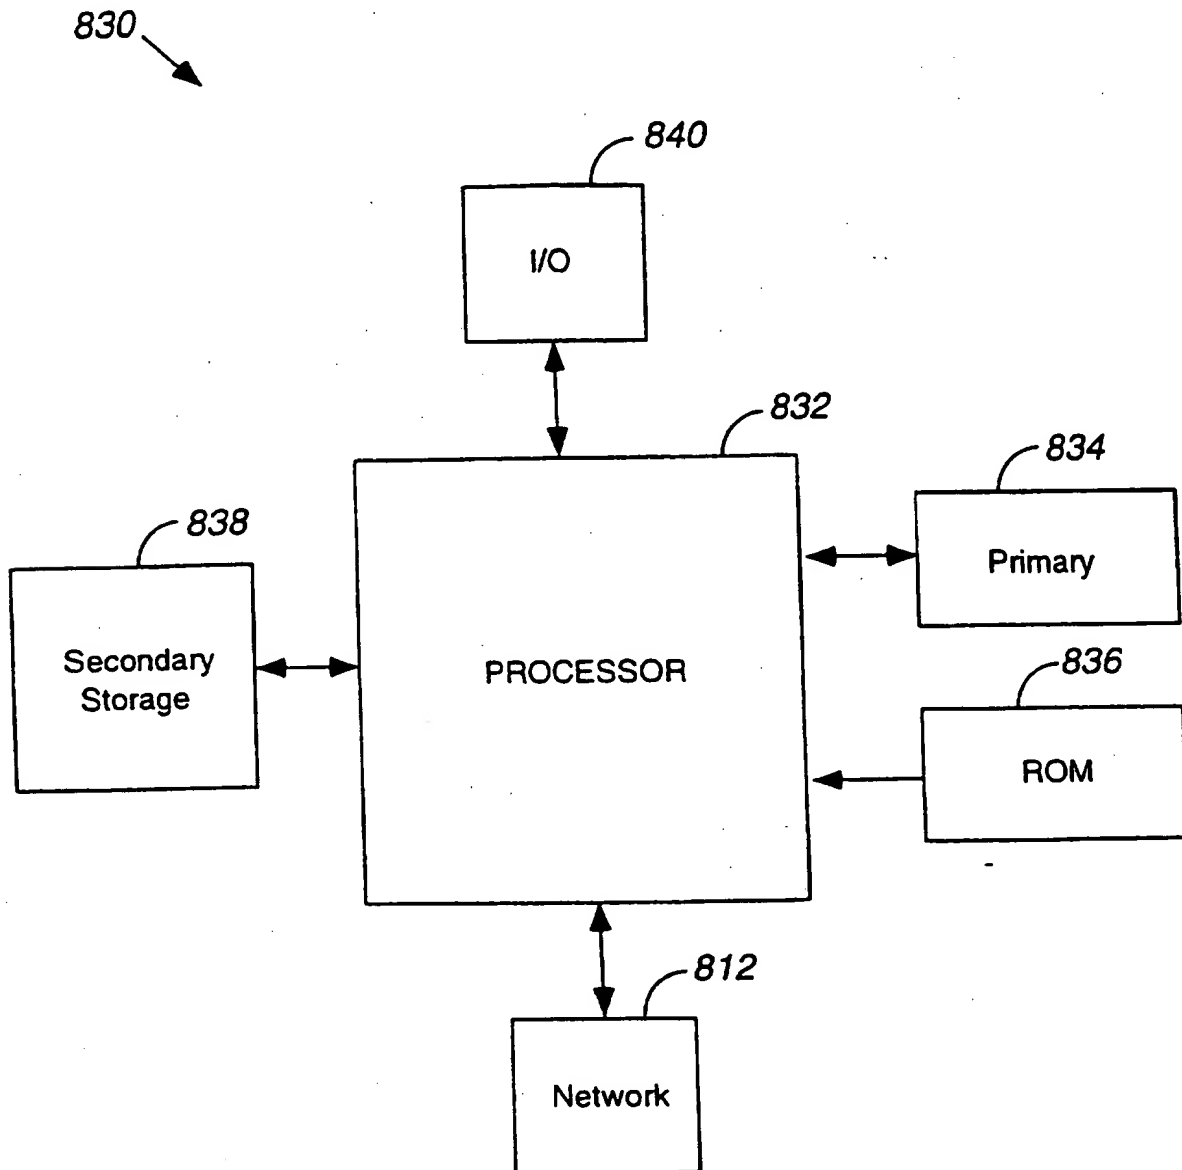 830
840
I/O
832
834
838
Primary
Secondary
Storage
PROCESSOR
836
ROM
812
Network